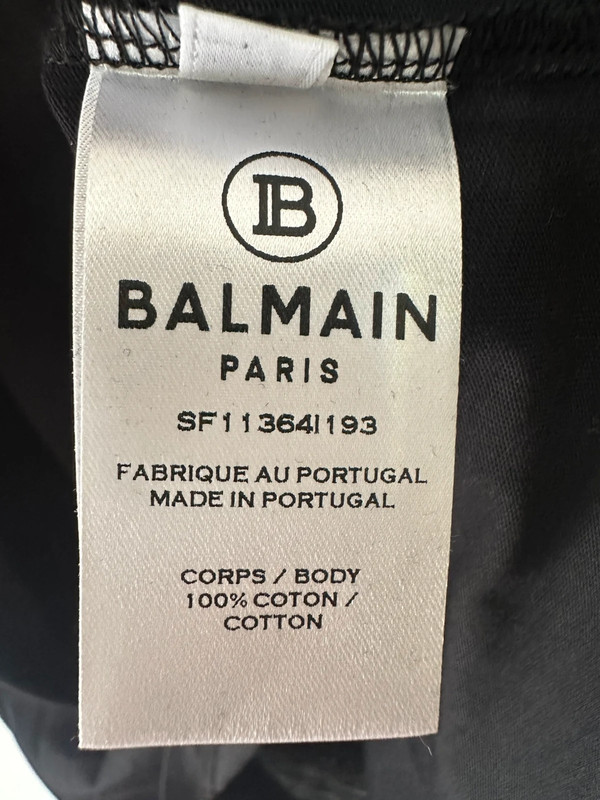 B
BALMAIN
PARIS
SF11364I193
FABRIQUE AU PORTUGAL
MADE IN PORTUGAL
CORPS / BODY
100% COTON /
COTTON